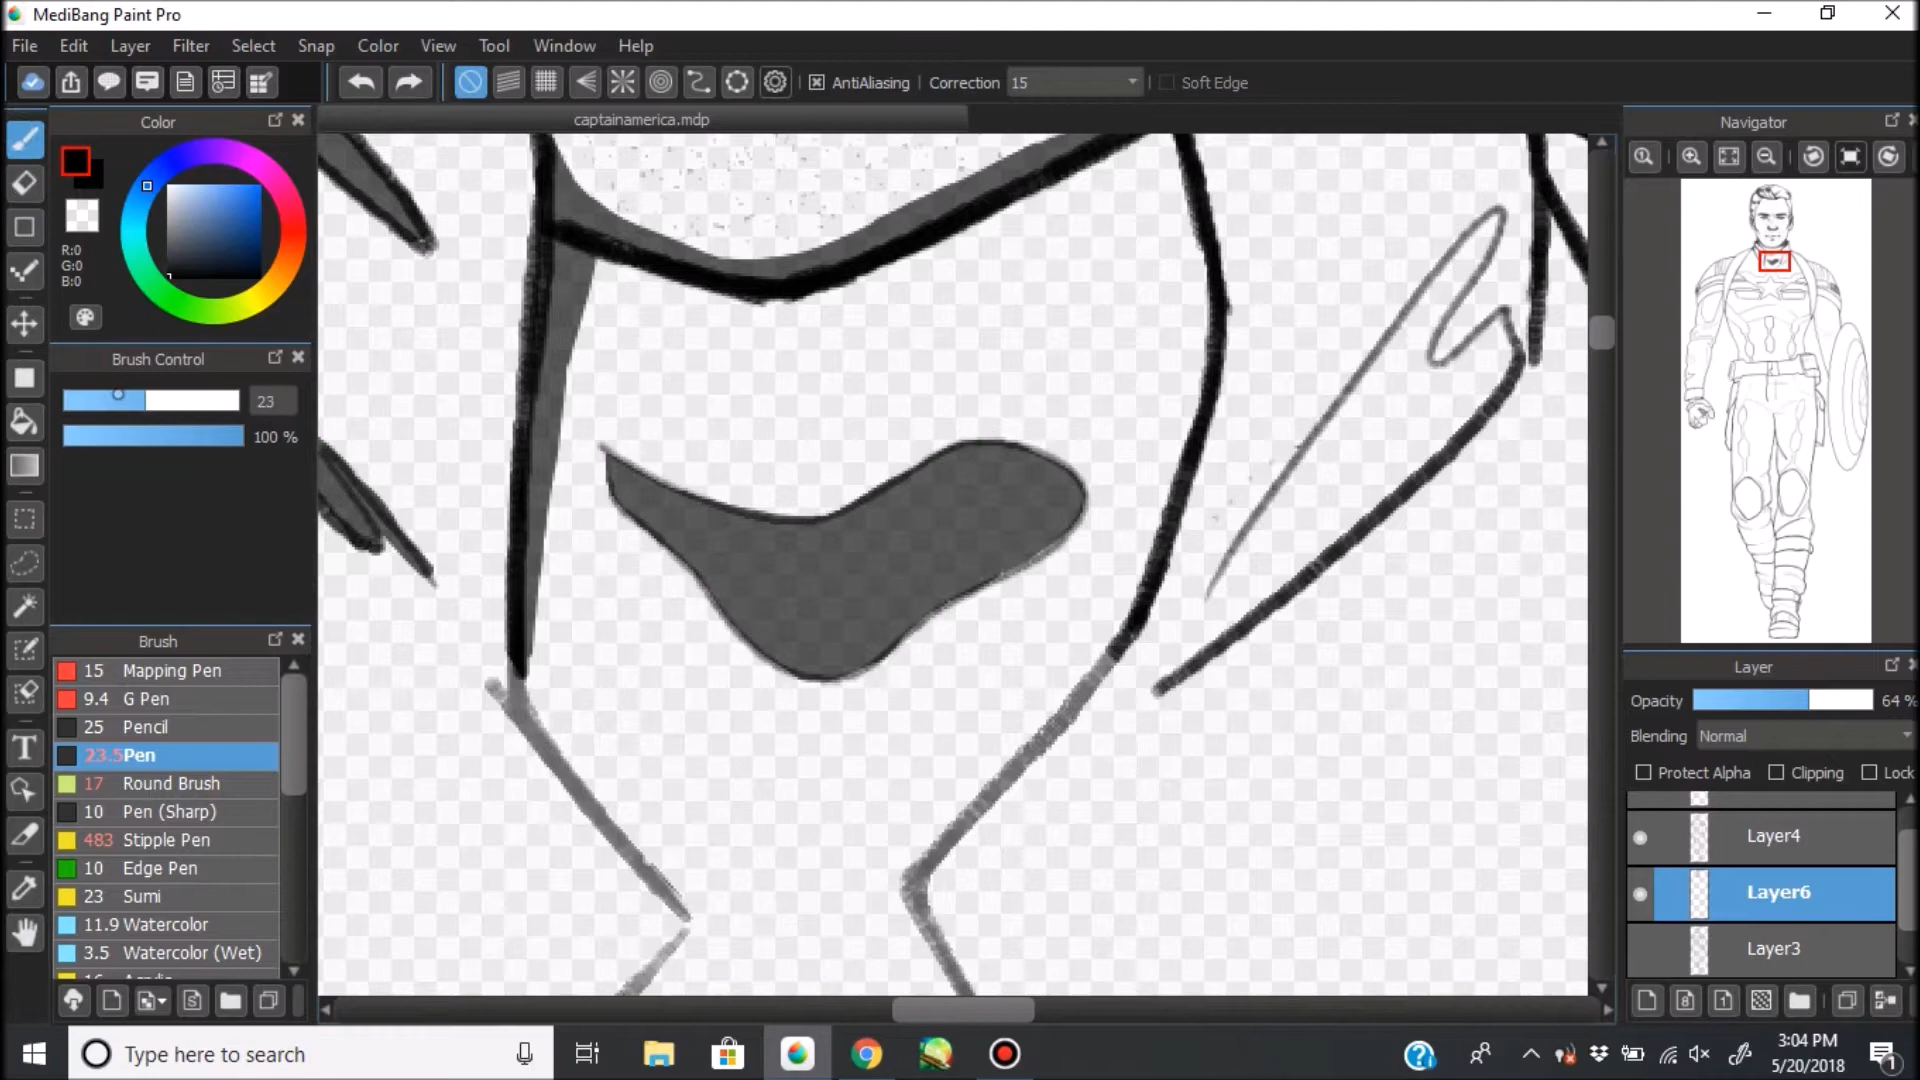 MediBang Paint Pro
File Edit Layer Filter Select Snap Color View Tool Window Help
AntiAliasing Correction 15 Soft Edge
captainamerica.mdp
Color
R:0
G:0
B:0
Brush Control
23
100 %
Brush
15 Mapping Pen
9.4 G Pen
25 Pencil
23.5 Pen
17 Round Brush
10 Pen (Sharp)
483 Stipple Pen
10 Edge Pen
23 Sumi
11.9 Watercolor
3.5 Watercolor (Wet)
Navigator
Layer
Opacity 64 %
Blending Normal
Protect Alpha Clipping Lock
Layer4
Layer6
Layer3
Type here to search
3:04 PM
5/20/2018
1